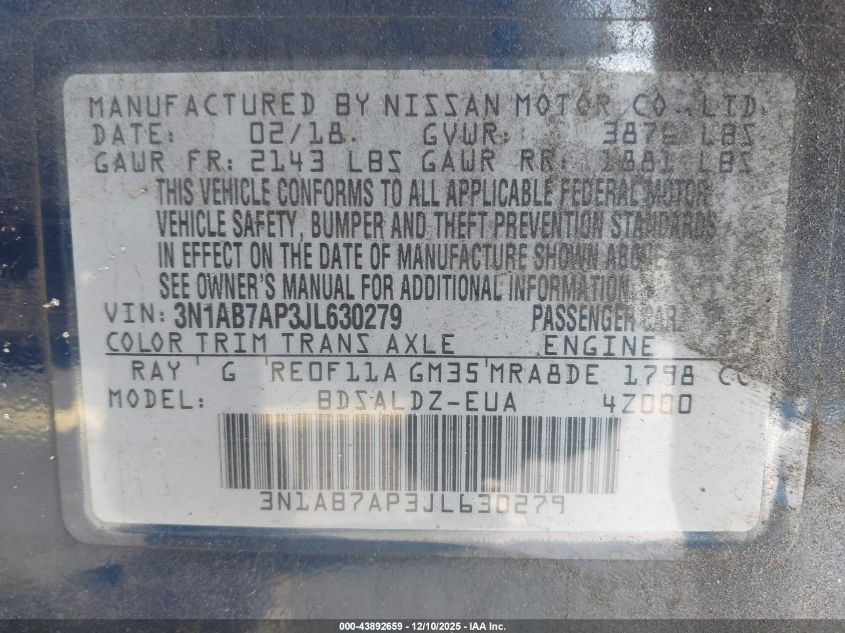 MANUFACTURED BY NISSAN MOTOR CO., LTD.
DATE: 02/18 GVWR: 3876 LBS
GAWR FR: 2143 LBS GAWR RR: 1881 LBS
THIS VEHICLE CONFORMS TO ALL APPLICABLE FEDERAL MOTOR
VEHICLE SAFETY, BUMPER AND THEFT PREVENTION STANDARDS
IN EFFECT ON THE DATE OF MANUFACTURE SHOWN ABOVE
SEE OWNER'S MANUAL FOR ADDITIONAL INFORMATION.
VIN: 3N1AB7AP3JL630279 PASSENGER CAR
COLOR TRIM TRANS AXLE ENGINE
RAY G RE0F11A GM35 MRA8DE 1798 CC
MODEL: BDSALDZ-EUA 4Z000
3N1AB7AP3JL630279
000-43892659 - 12/10/2025 - IAA Inc.